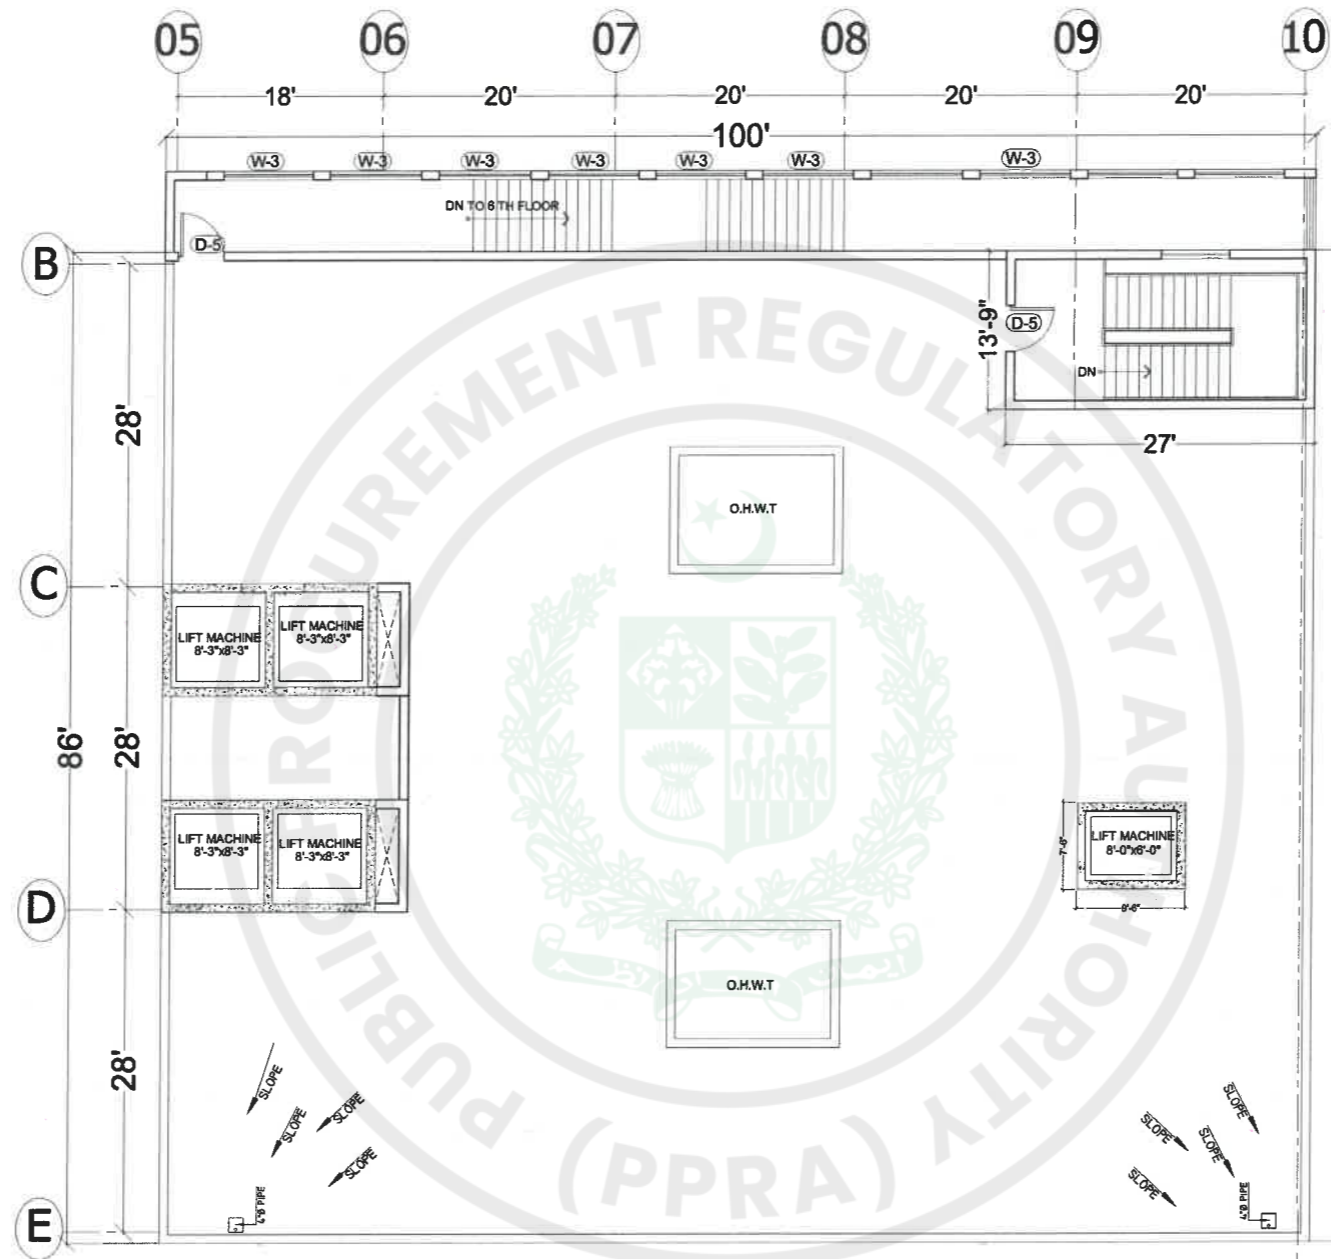 05 06 07 08 09 10
18' 20' 20' 20' 20'
100'
W-3 W-3 W-3 W-3 W-3 W-3 W-3
DN TO 6 TH FLOOR
D-5
B
13'-9"
D-5
DN
28'
27'
O.H.W.T
C
LIFT MACHINE
8'-3"x8'-3"
LIFT MACHINE
8'-3"x8'-3"
86'
28'
LIFT MACHINE
8'-3"x8'-3"
LIFT MACHINE
8'-3"x8'-3"
7'-6"
LIFT MACHINE
8'-0"x6'-0"
D
O.H.W.T
28'
SLOPE
SLOPE
SLOPE
SLOPE
SLOPE
SLOPE
SLOPE
SLOPE
4"Ø PIPE
4"Ø PIPE
E
PUBLIC PROCUREMENT REGULATORY AUTHORITY (PPRA)